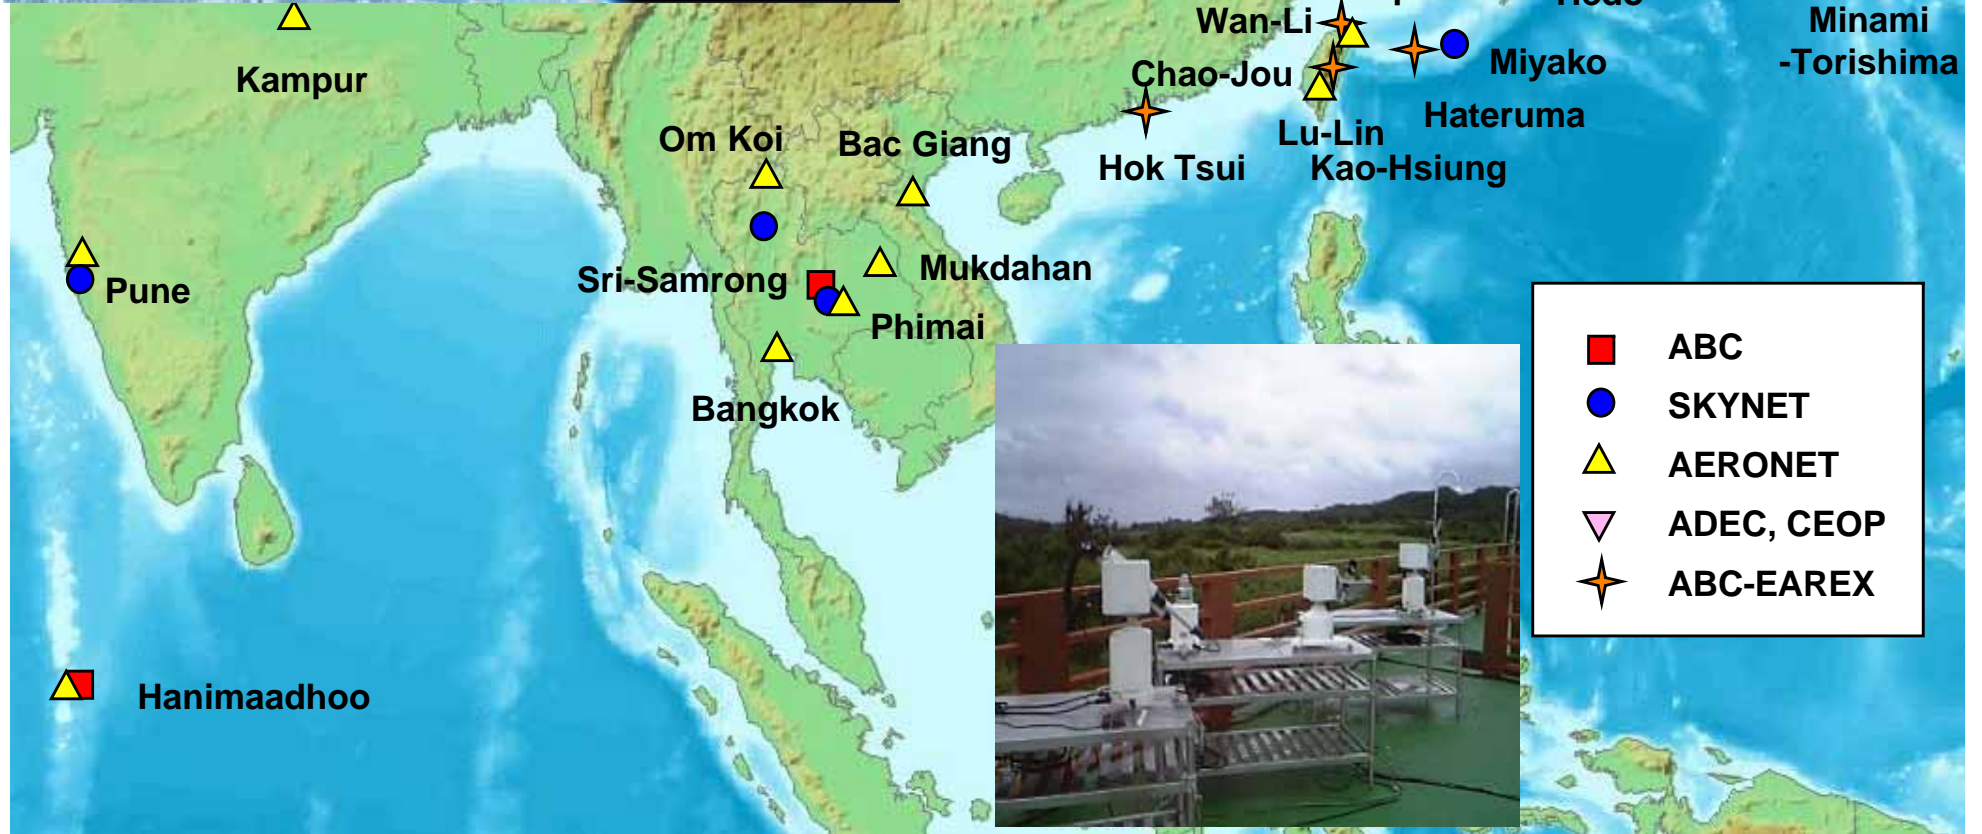 Wan-Li
Minami
-Torishima
Kampur
Chao-Jou
Miyako
Hateruma
Om Koi
Bac Giang
Lu-Lin
Hok Tsui
Kao-Hsiung
Pune
Sri-Samrong
Mukdahan
Phimai
Bangkok
Hanimaadhoo
ABC
SKYNET
AERONET
ADEC, CEOP
ABC-EAREX